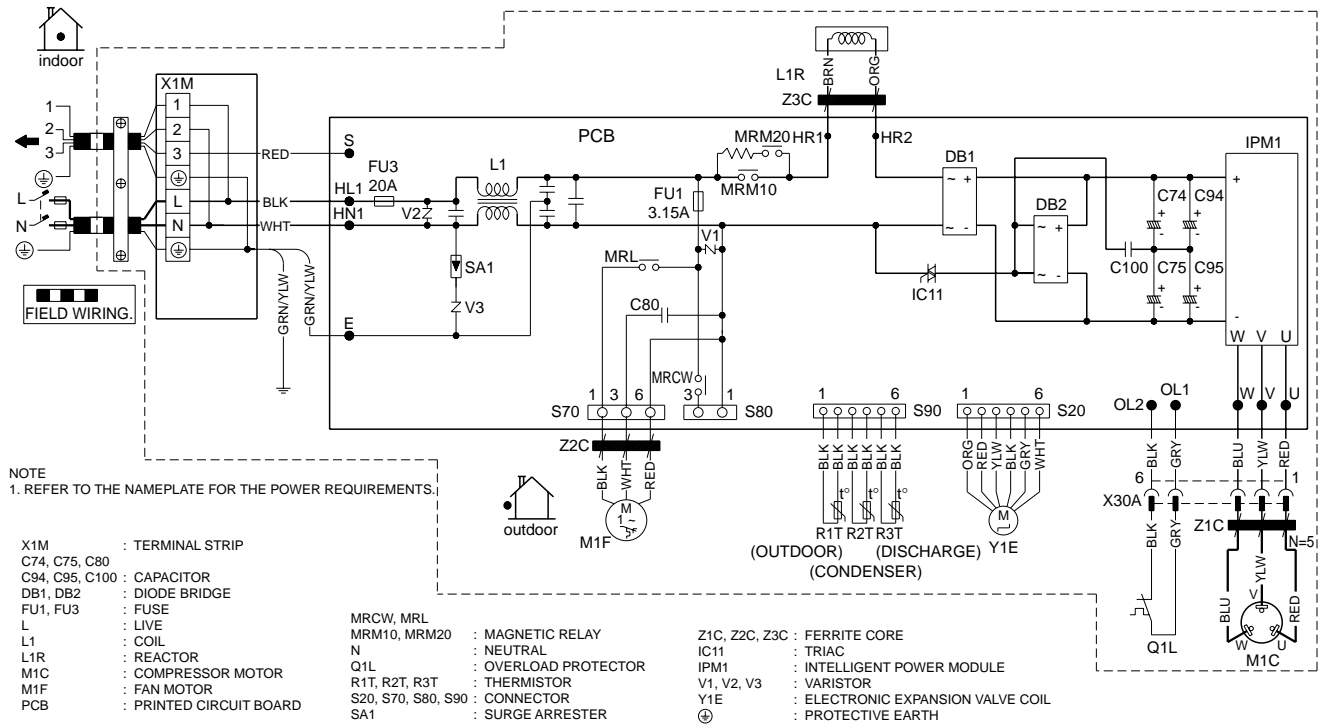 indoor
X1M
1
2
3
1
2
3
L
N
L
N
RED
BLK
WHT
GRN/YLW
GRN/YLW
FIELD WIRING.
S
HL1
HN1
E
FU3
20A
V2
L1
SA1
V3
PCB
FU1
3.15A
V1
MRL
C80
MRCW
MRM20
MRM10
L1R
Z3C
BRN
ORG
HR1
HR2
DB1
~ +
~ -
DB2
~ +
~ -
IC11
C100
C74
C94
C75
C95
+
+
+
+
-
-
-
-
IPM1
+
-
W V U
W V U
S70
1 3 6
3 1
S80
1 6
S90
1 6
S20
OL2
OL1
Z2C
BLK
WHT
RED
M
1 ~
M1F
outdoor
BLK
BLK
BLK
BLK
BLK
BLK
t°
t°
t°
R1T R2T R3T
(OUTDOOR)
(DISCHARGE)
(CONDENSER)
ORG
RED
YLW
BLK
GRY
WHT
M
Y1E
BLK
GRY
BLU
YLW
RED
6
1
X30A
Z1C
N=5
BLK
GRY
BLU
YLW
RED
Q1L
V
W
U
M1C
NOTE
1. REFER TO THE NAMEPLATE FOR THE POWER REQUIREMENTS.
X1M : TERMINAL STRIP
C74, C75, C80
C94, C95, C100 : CAPACITOR
DB1, DB2 : DIODE BRIDGE
FU1, FU3 : FUSE
L : LIVE
L1 : COIL
L1R : REACTOR
M1C : COMPRESSOR MOTOR
M1F : FAN MOTOR
PCB : PRINTED CIRCUIT BOARD
MRCW, MRL
MRM10, MRM20 : MAGNETIC RELAY
N : NEUTRAL
Q1L : OVERLOAD PROTECTOR
R1T, R2T, R3T : THERMISTOR
S20, S70, S80, S90 : CONNECTOR
SA1 : SURGE ARRESTER
Z1C, Z2C, Z3C : FERRITE CORE
IC11 : TRIAC
IPM1 : INTELLIGENT POWER MODULE
V1, V2, V3 : VARISTOR
Y1E : ELECTRONIC EXPANSION VALVE COIL
: PROTECTIVE EARTH